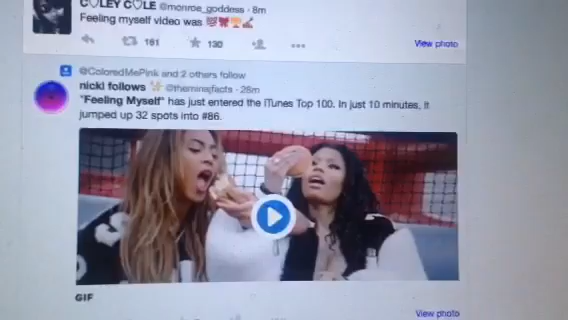 C♡LEY C♡LE @monroe_goddess · 8m
Feeling myself video was 💯
161 130 View photo
@ColoredMePink and 2 others follow
nicki follows ✨ @theminajfacts · 28m
"Feeling Myself" has just entered the iTunes Top 100. In just 10 minutes, it
jumped up 32 spots into #86.
3
GIF
View photo